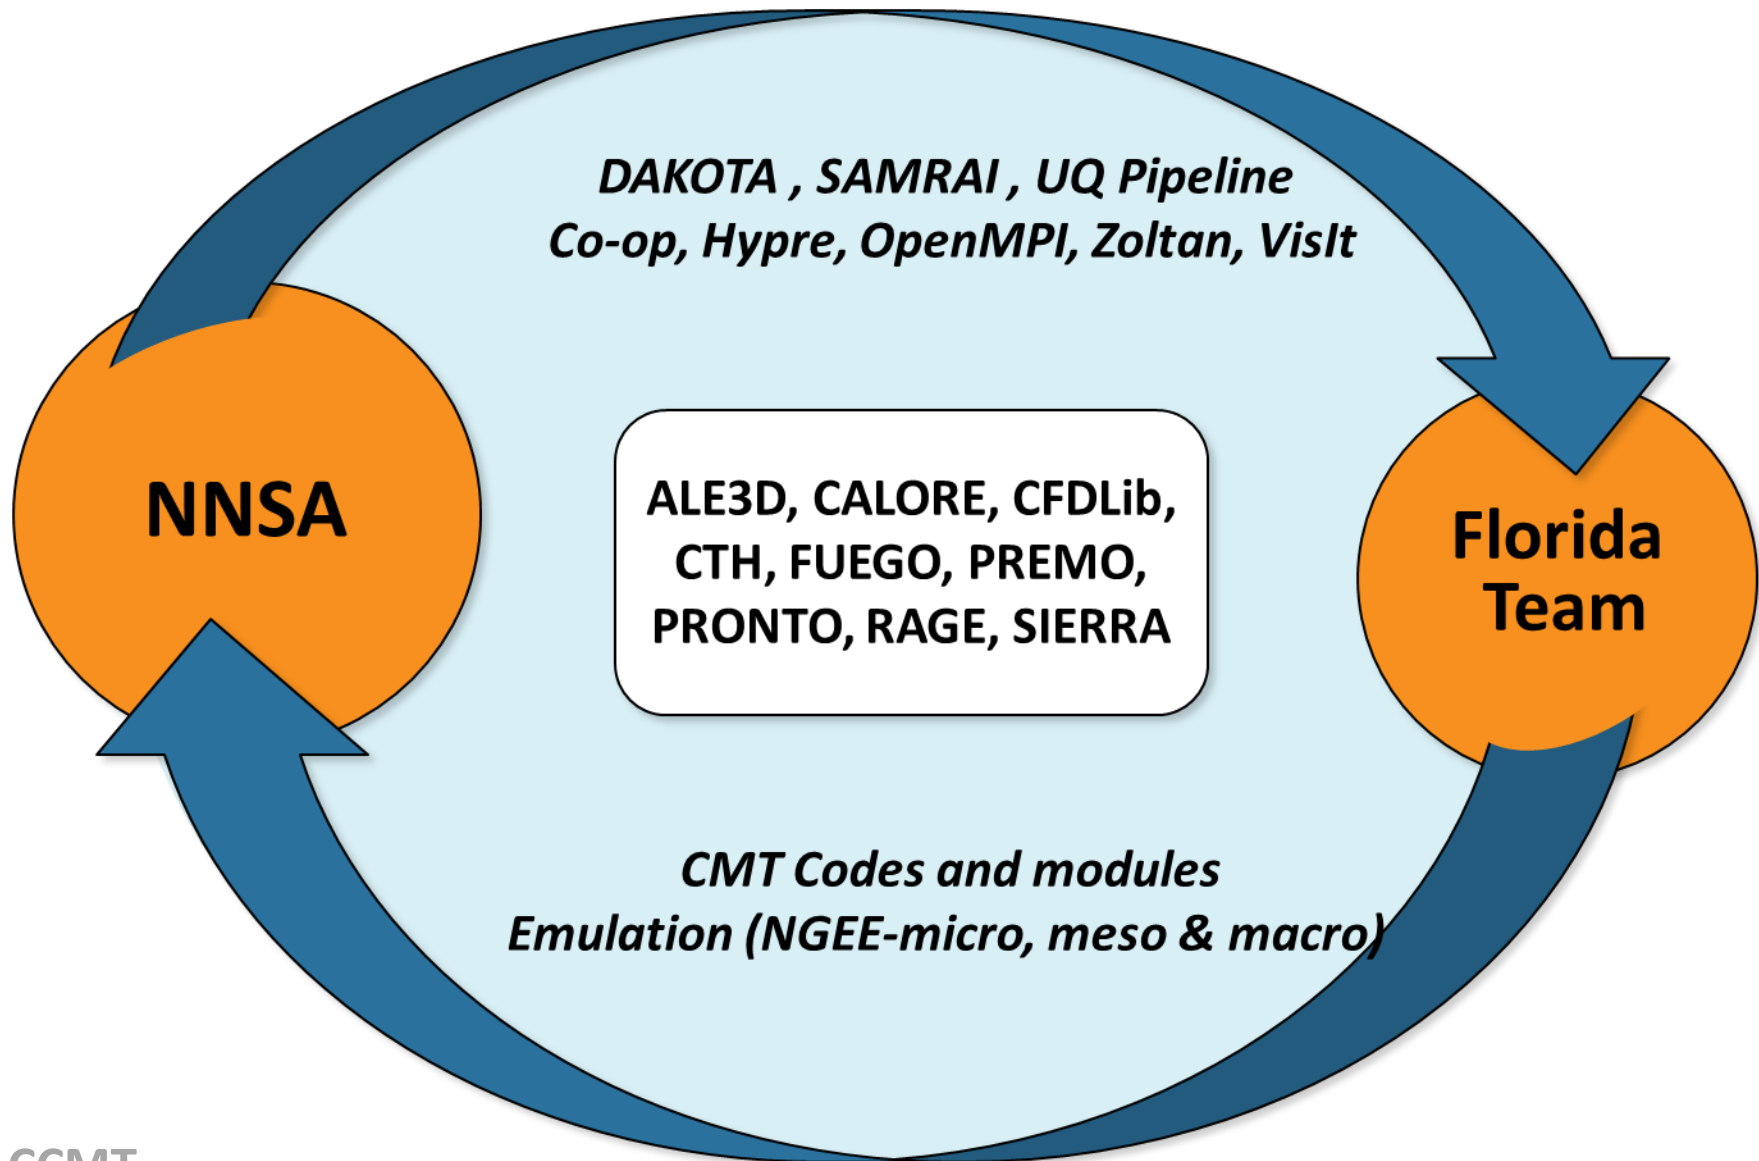 DAKOTA , SAMRAI , UQ Pipeline
Co-op, Hypre, OpenMPI, Zoltan, VisIt
NNSA
ALE3D, CALORE, CFDLib,
CTH, FUEGO, PREMO,
PRONTO, RAGE, SIERRA
Florida
Team
CMT Codes and modules
Emulation (NGEE-micro, meso & macro)
CCMT